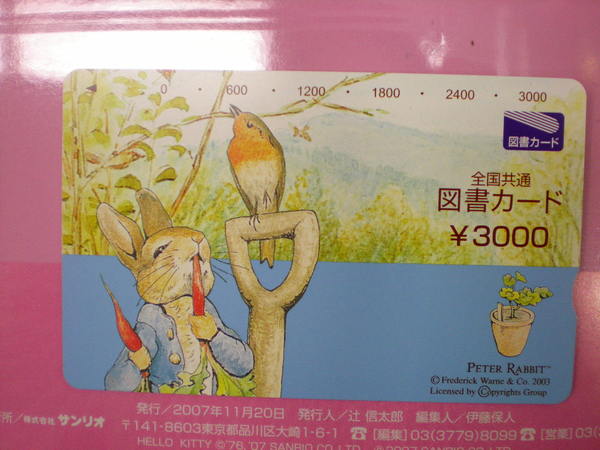 0 · 600 · 1200 · 1800 · 2400 · 3000
図書カード
全国共通
図書カード
¥3000
PETER RABBIT™
© Frederick Warne & Co. 2003
Licensed by Copyrights Group
発行/2007年11月20日 発行人/辻 信太郎 編集人/伊藤保人
所/株式会社 サンリオ
〒141-8603東京都品川区大崎1-6-1 ☎[編集]03(3779)8099 ☎[営業]03(3
HELLO KITTY ©'76,'07 SANRIO CO.,LTD.